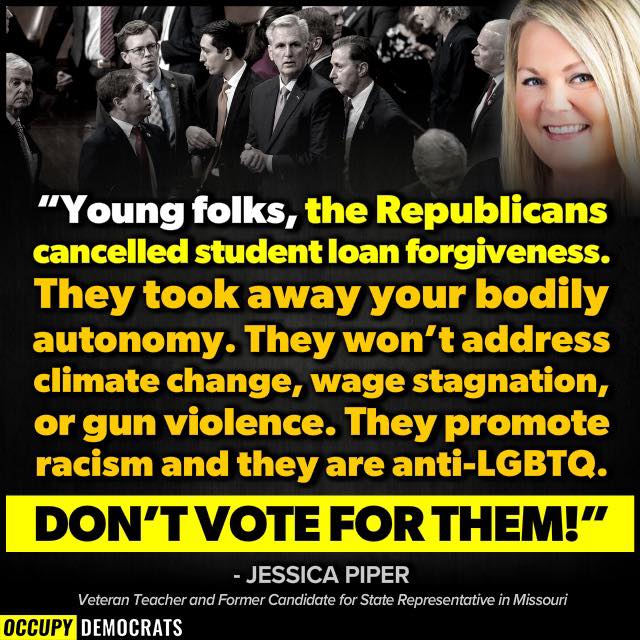 “Young folks, the Republicans
cancelled student loan forgiveness.
They took away your bodily
autonomy. They won’t address
climate change, wage stagnation,
or gun violence. They promote
racism and they are anti-LGBTQ.
DON’T VOTE FOR THEM!”
- JESSICA PIPER
Veteran Teacher and Former Candidate for State Representative in Missouri
OCCUPY DEMOCRATS